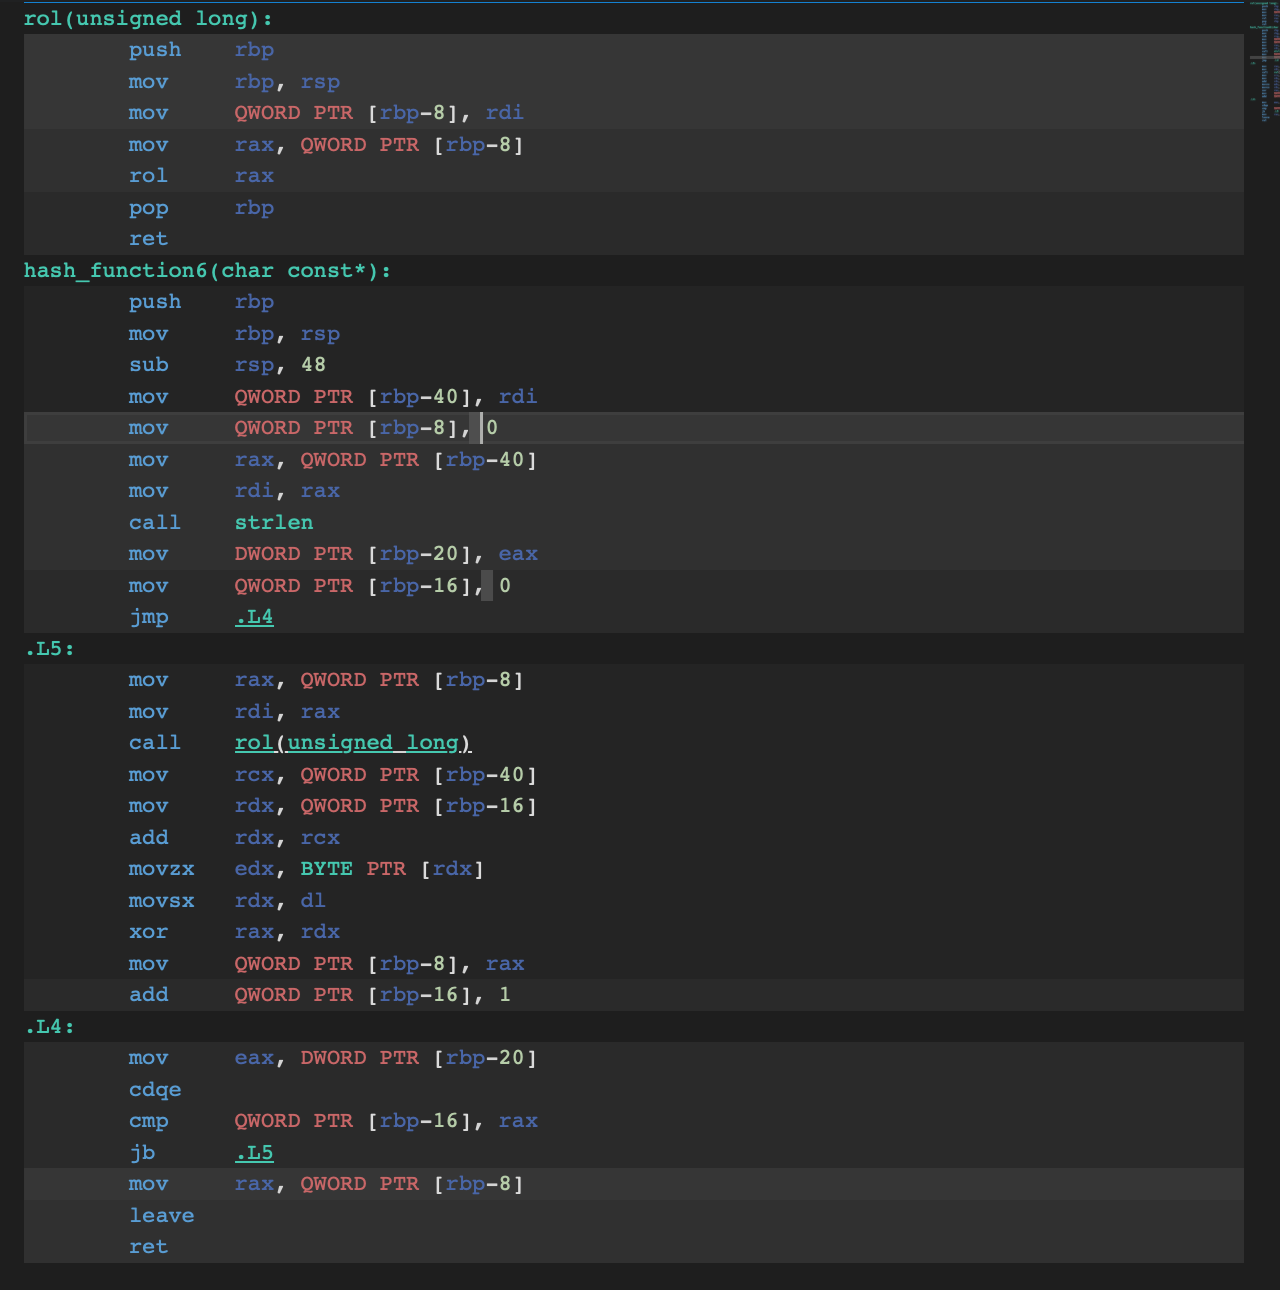 rol(unsigned long):
push rbp
mov rbp, rsp
mov QWORD PTR [rbp-8], rdi
mov rax, QWORD PTR [rbp-8]
rol rax
pop rbp
ret
hash_function6(char const*):
push rbp
mov rbp, rsp
sub rsp, 48
mov QWORD PTR [rbp-40], rdi
mov QWORD PTR [rbp-8], 0
mov rax, QWORD PTR [rbp-40]
mov rdi, rax
call strlen
mov DWORD PTR [rbp-20], eax
mov QWORD PTR [rbp-16], 0
jmp .L4
.L5:
mov rax, QWORD PTR [rbp-8]
mov rdi, rax
call rol(unsigned long)
mov rcx, QWORD PTR [rbp-40]
mov rdx, QWORD PTR [rbp-16]
add rdx, rcx
movzx edx, BYTE PTR [rdx]
movsx rdx, dl
xor rax, rdx
mov QWORD PTR [rbp-8], rax
add QWORD PTR [rbp-16], 1
.L4:
mov eax, DWORD PTR [rbp-20]
cdqe
cmp QWORD PTR [rbp-16], rax
jb .L5
mov rax, QWORD PTR [rbp-8]
leave
ret